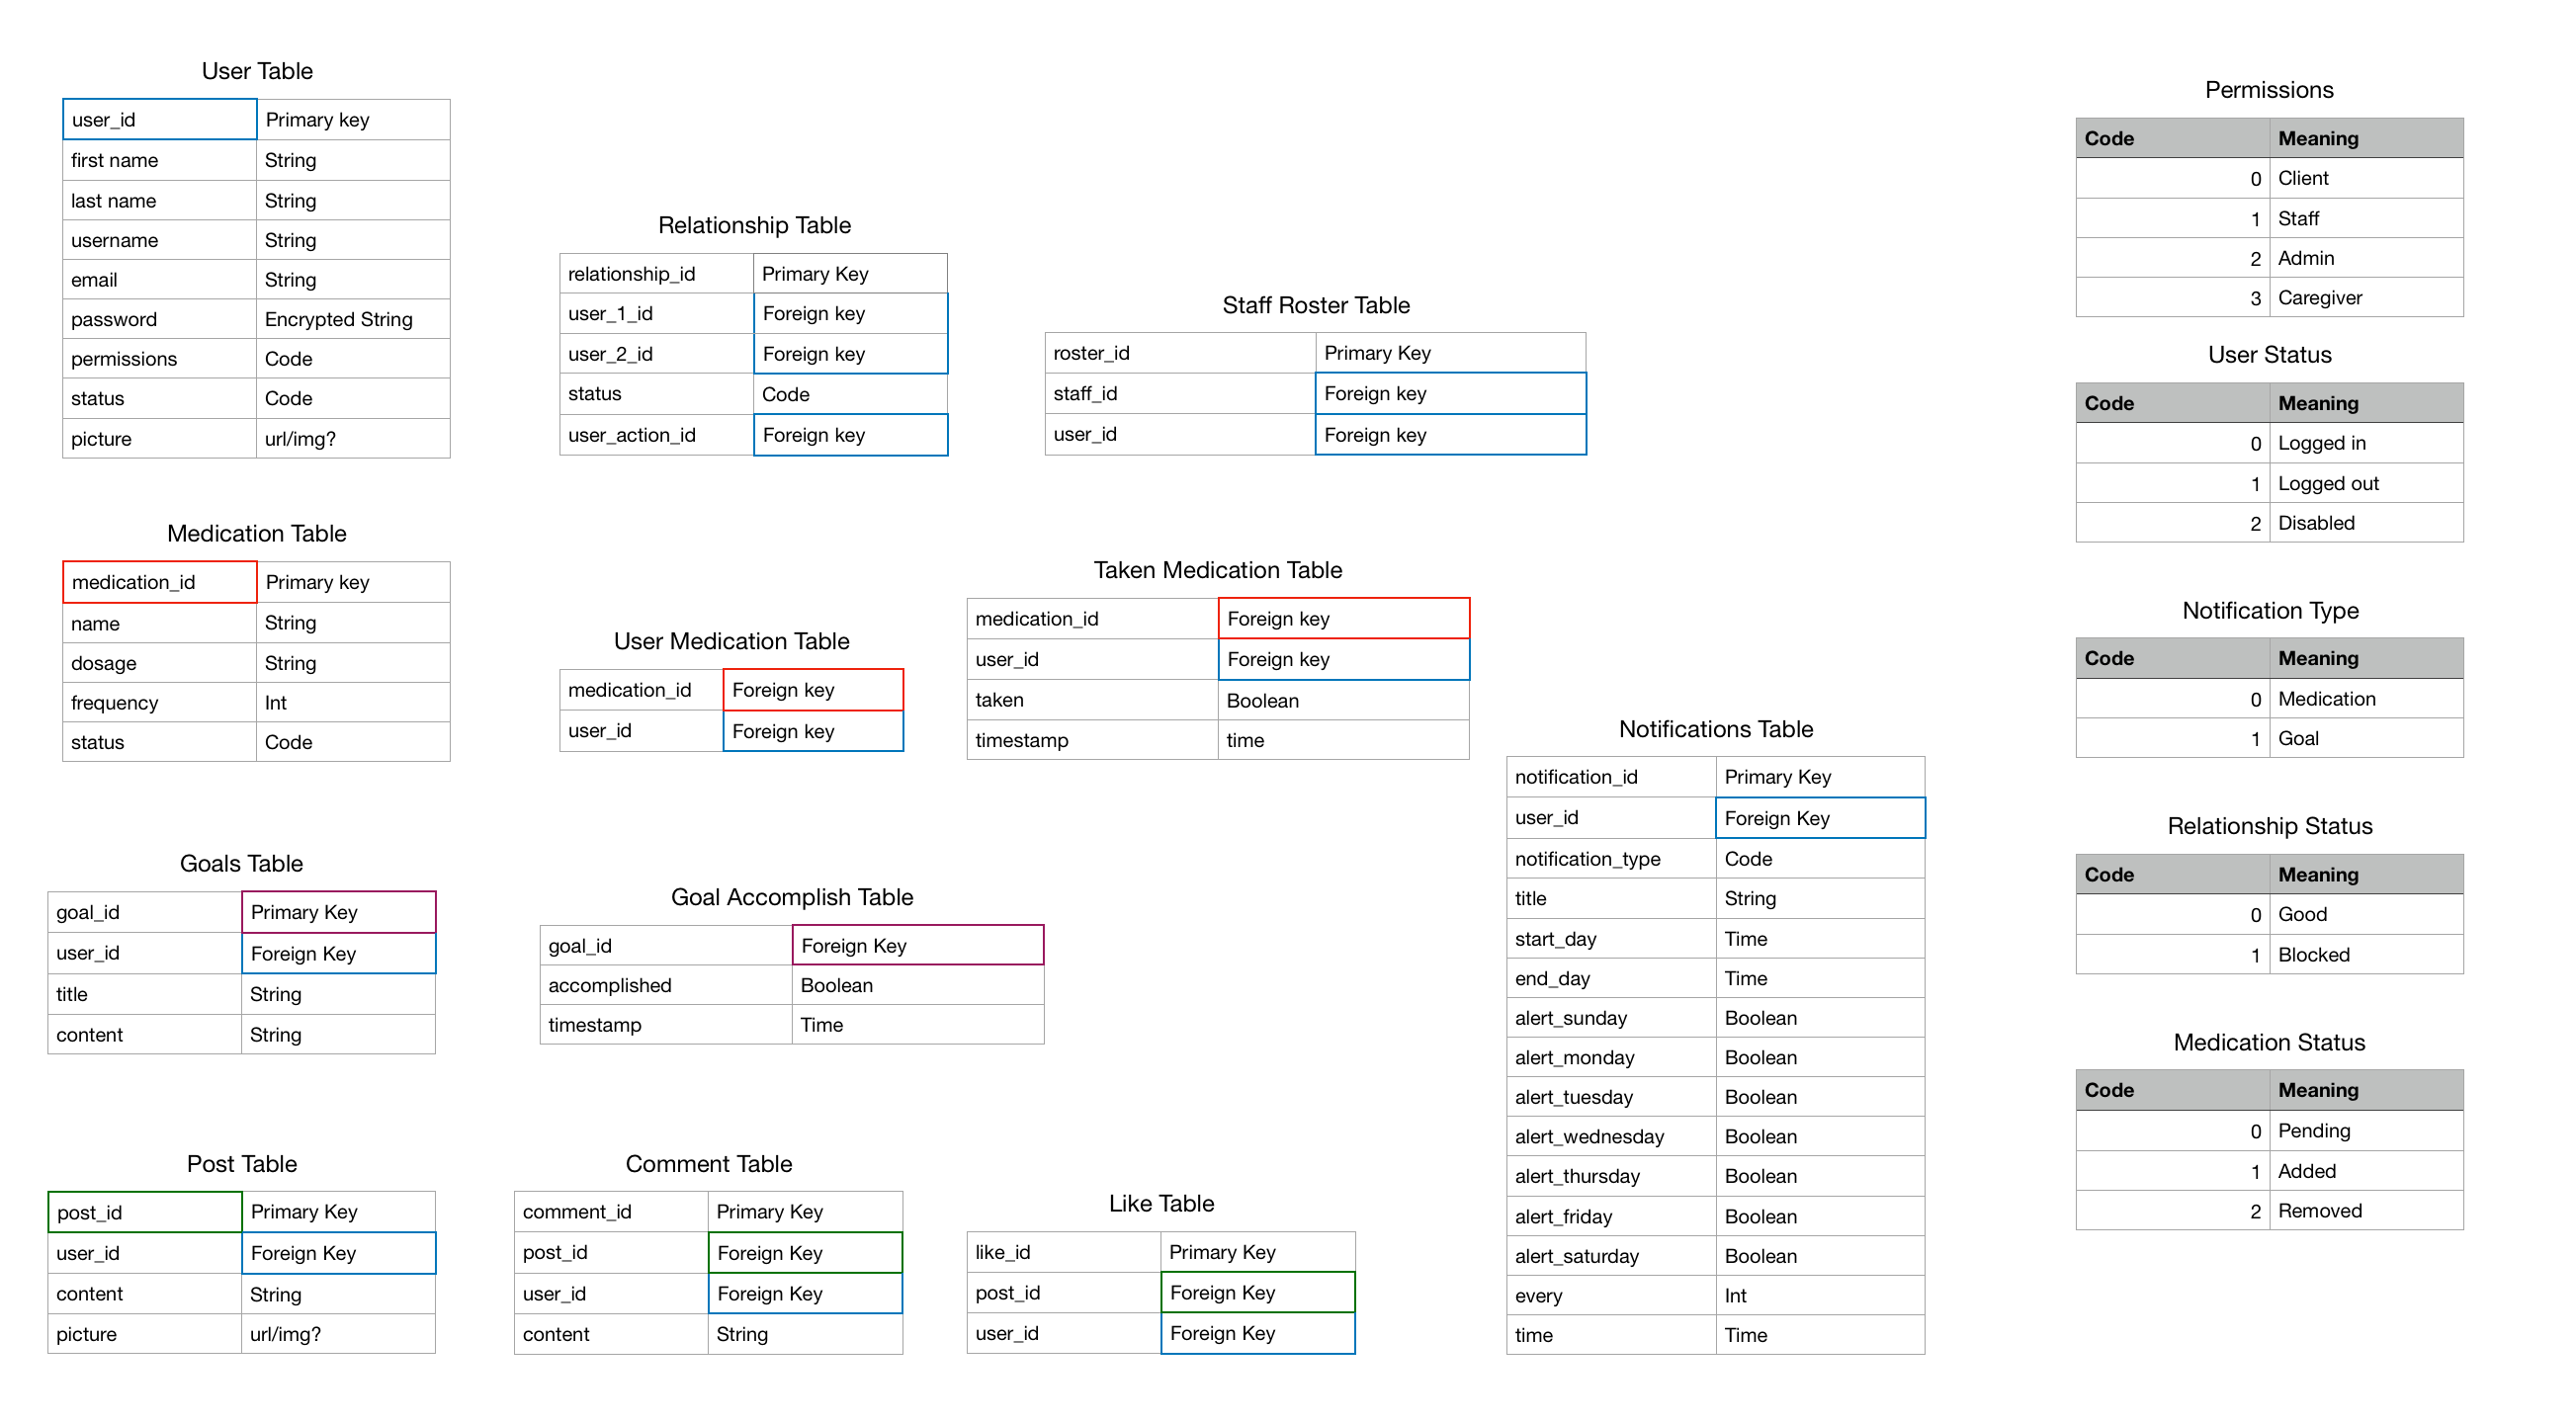 User Table
user_id Primary key
first name String
last name String
username String
email String
password Encrypted String
permissions Code
status Code
picture url/img?
Relationship Table
relationship_id Primary Key
user_1_id Foreign key
user_2_id Foreign key
status Code
user_action_id Foreign key
Staff Roster Table
roster_id Primary Key
staff_id Foreign key
user_id Foreign key
Medication Table
medication_id Primary key
name String
dosage String
frequency Int
status Code
User Medication Table
medication_id Foreign key
user_id Foreign key
Taken Medication Table
medication_id Foreign key
user_id Foreign key
taken Boolean
timestamp time
Goals Table
goal_id Primary Key
user_id Foreign Key
title String
content String
Goal Accomplish Table
goal_id Foreign Key
accomplished Boolean
timestamp Time
Post Table
post_id Primary Key
user_id Foreign Key
content String
picture url/img?
Comment Table
comment_id Primary Key
post_id Foreign Key
user_id Foreign Key
content String
Like Table
like_id Primary Key
post_id Foreign Key
user_id Foreign Key
Notifications Table
notification_id Primary Key
user_id Foreign Key
notification_type Code
title String
start_day Time
end_day Time
alert_sunday Boolean
alert_monday Boolean
alert_tuesday Boolean
alert_wednesday Boolean
alert_thursday Boolean
alert_friday Boolean
alert_saturday Boolean
every Int
time Time
Permissions
Code Meaning
0 Client
1 Staff
2 Admin
3 Caregiver
User Status
Code Meaning
0 Logged in
1 Logged out
2 Disabled
Notification Type
Code Meaning
0 Medication
1 Goal
Relationship Status
Code Meaning
0 Good
1 Blocked
Medication Status
Code Meaning
0 Pending
1 Added
2 Removed